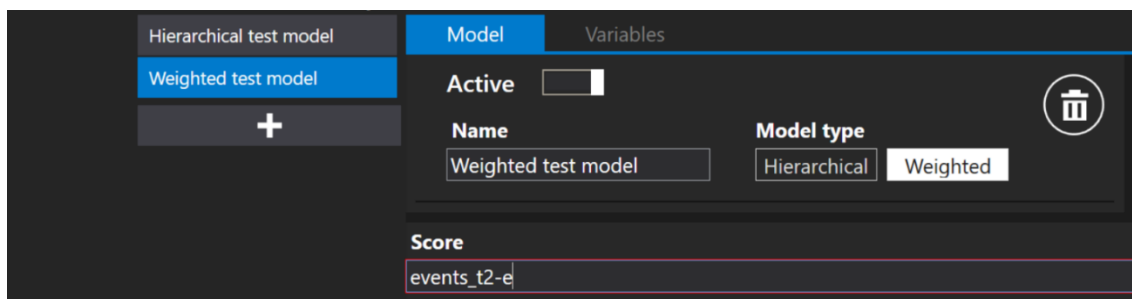 Hierarchical test model
Weighted test model
Model
Variables
Active
Name
Weighted test model
Model type
Hierarchical
Weighted
Score
events_t2-e